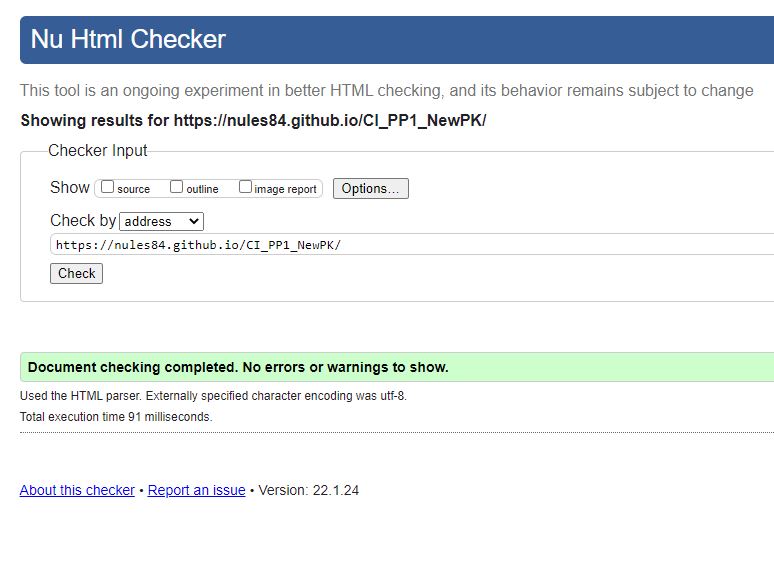 Nu Html Checker
This tool is an ongoing experiment in better HTML checking, and its behavior remains subject to change
Showing results for https://nules84.github.io/CI_PP1_NewPK/
Checker Input
Show source outline image report Options...
Check by address
https://nules84.github.io/CI_PP1_NewPK/
Check
Document checking completed. No errors or warnings to show.
Used the HTML parser. Externally specified character encoding was utf-8.
Total execution time 91 milliseconds.
About this checker • Report an issue • Version: 22.1.24